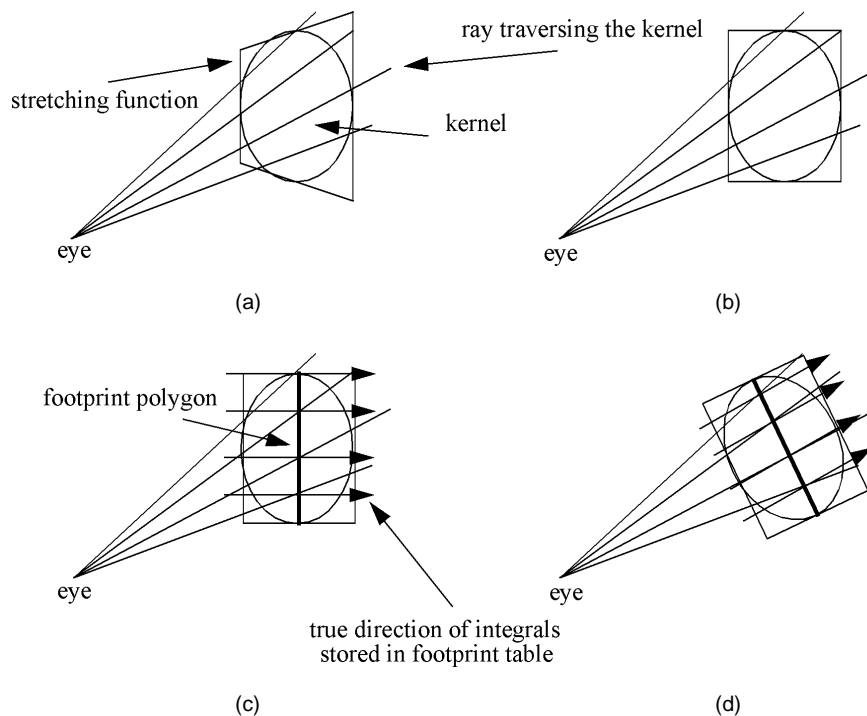 ray traversing the kernel
stretching function
kernel
eye
eye
(a)
(b)
footprint polygon
eye
eye
true direction of integrals
stored in footprint table
(c)
(d)